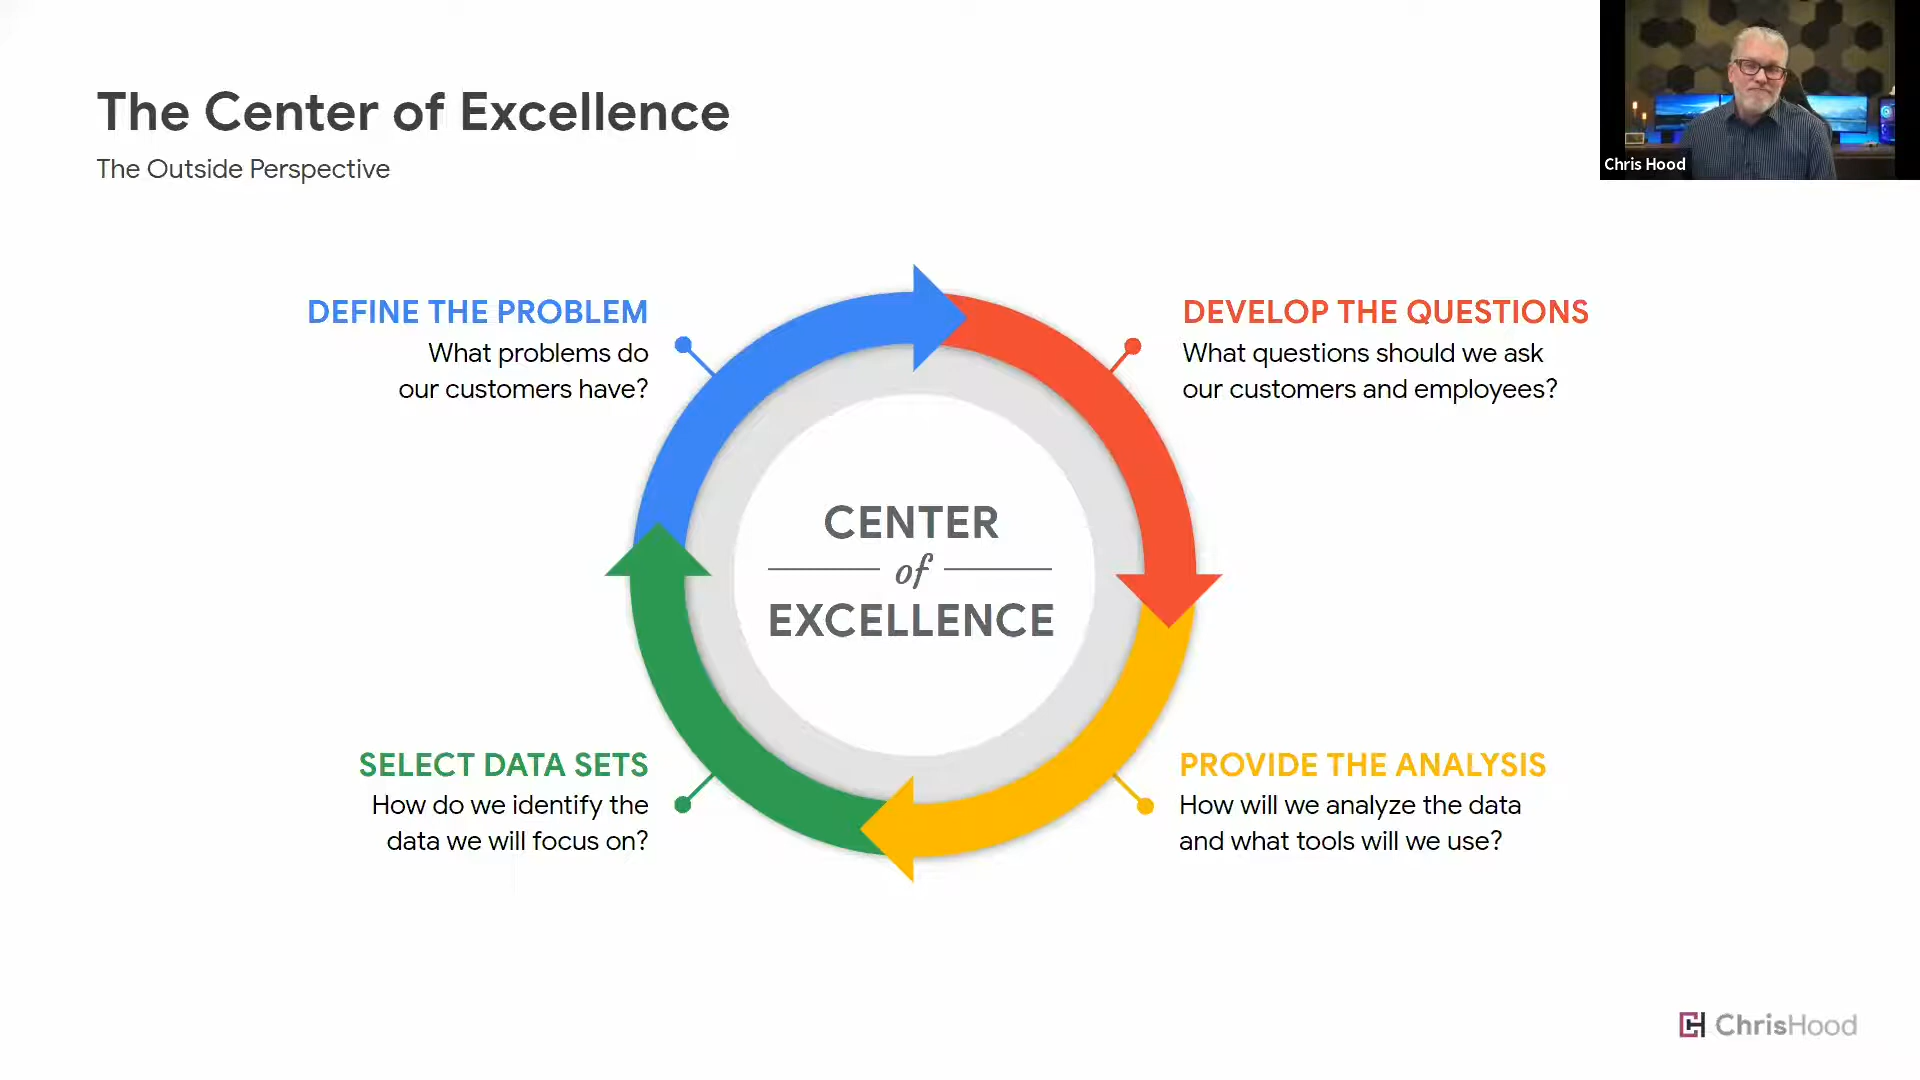 The Center of Excellence
The Outside Perspective
Chris Hood
DEFINE THE PROBLEM
What problems do
our customers have?
DEVELOP THE QUESTIONS
What questions should we ask
our customers and employees?
CENTER
of
EXCELLENCE
SELECT DATA SETS
How do we identify the
data we will focus on?
PROVIDE THE ANALYSIS
How will we analyze the data
and what tools will we use?
ChrisHood